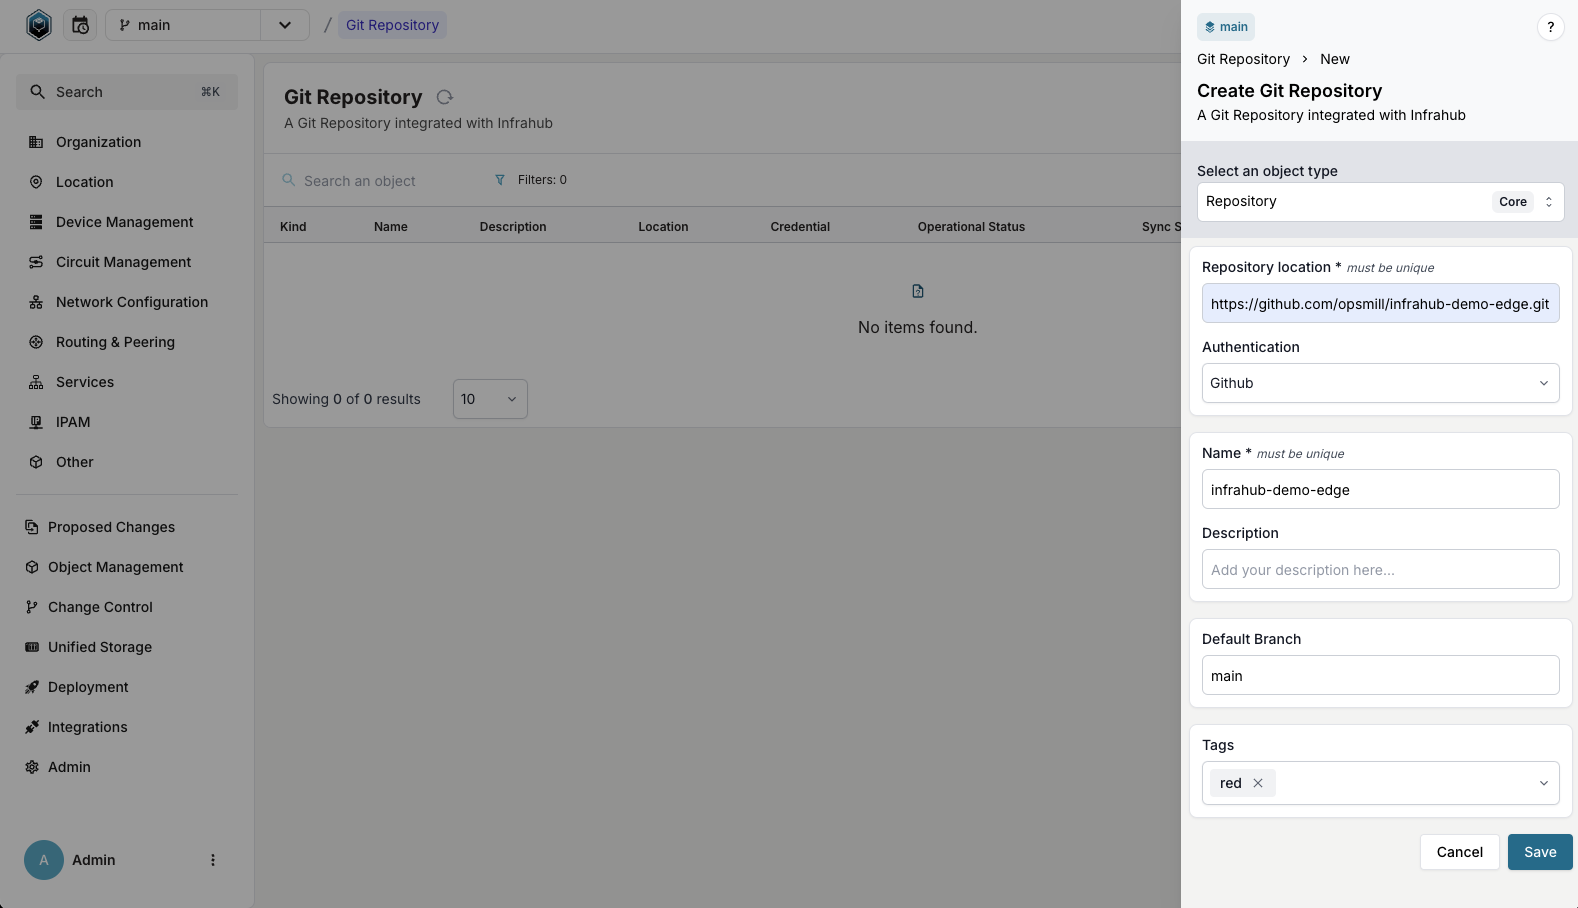 main
/ Git Repository
Search ⌘K
Organization
Location
Device Management
Circuit Management
Network Configuration
Routing & Peering
Services
IPAM
Other
Proposed Changes
Object Management
Change Control
Unified Storage
Deployment
Integrations
Admin
A Admin
Git Repository
A Git Repository integrated with Infrahub
Search an object
Filters: 0
Kind Name Description Location Credential Operational Status Sync S
No items found.
Showing 0 of 0 results 10
main ?
Git Repository > New
Create Git Repository
A Git Repository integrated with Infrahub
Select an object type
Repository Core
Repository location * must be unique
https://github.com/opsmill/infrahub-demo-edge.git
Authentication
Github
Name * must be unique
infrahub-demo-edge
Description
Add your description here...
Default Branch
main
Tags
red
Cancel Save